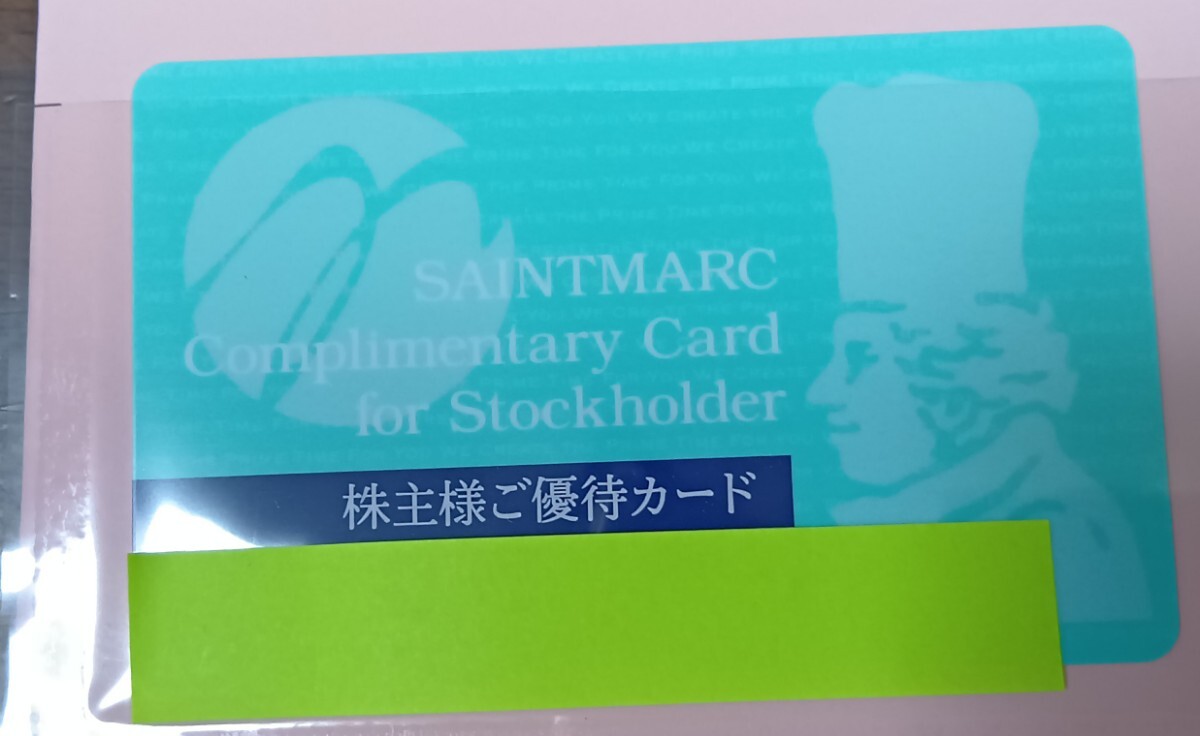 SAINTMARC
Complimentary Card
for Stockholder
株主様ご優待カード